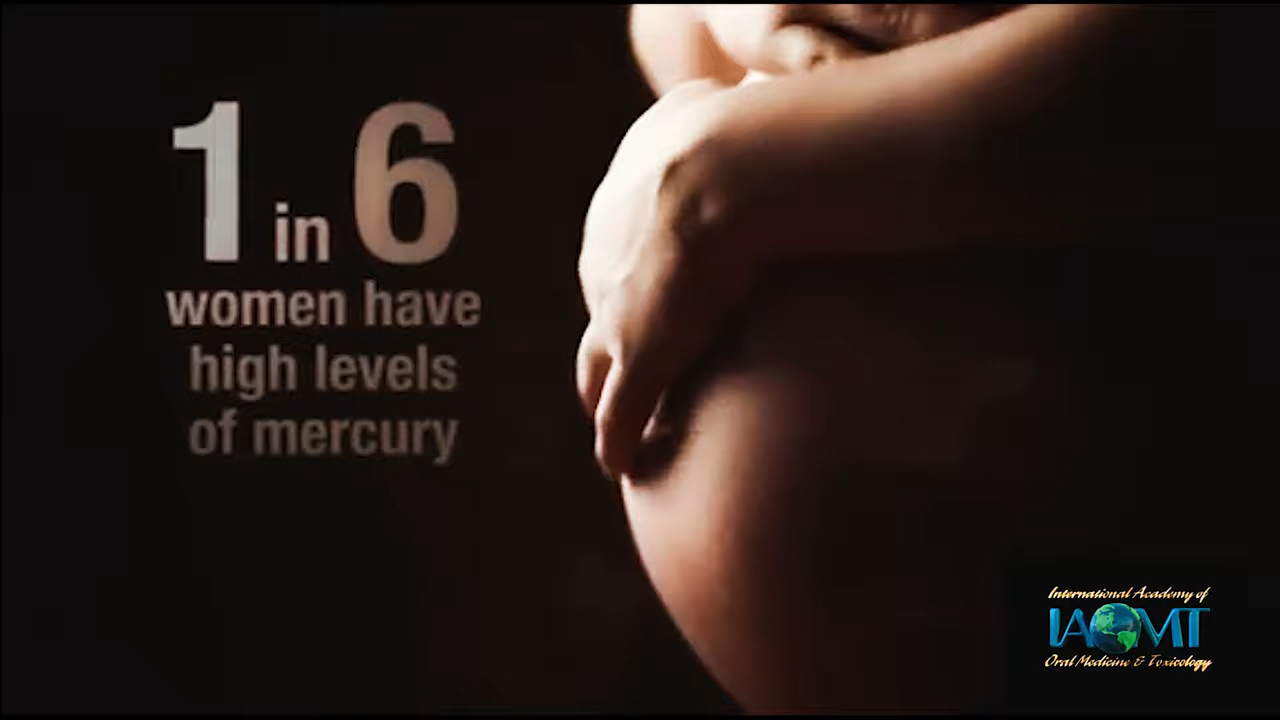 1 in 6
women have
high levels
of mercury
International Academy of
IAOMT
Oral Medicine & Toxicology